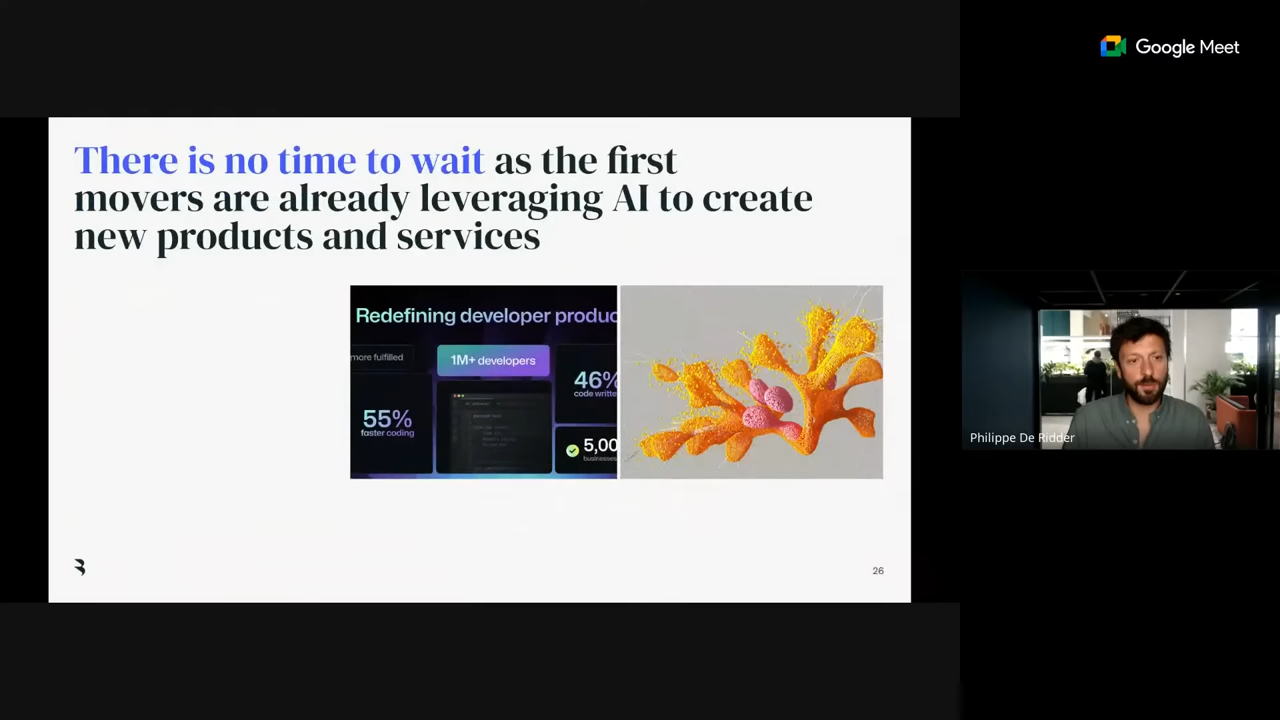 Google Meet
There is no time to wait as the first
movers are already leveraging AI to create
new products and services
Redefining developer produc
more fulfilled
1M+ developers
46%
code writte
55%
faster coding
5,00
businesses
Philippe De Ridder
26